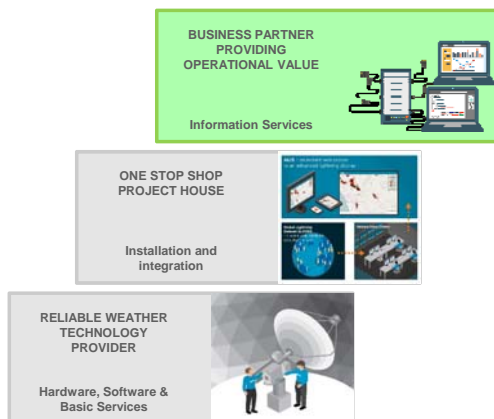 BUSINESS PARTNER
PROVIDING
OPERATIONAL VALUE
Information Services
ONE STOP SHOP
PROJECT HOUSE
Installation and
integration
RELIABLE WEATHER
TECHNOLOGY
PROVIDER
Hardware, Software &
Basic Services